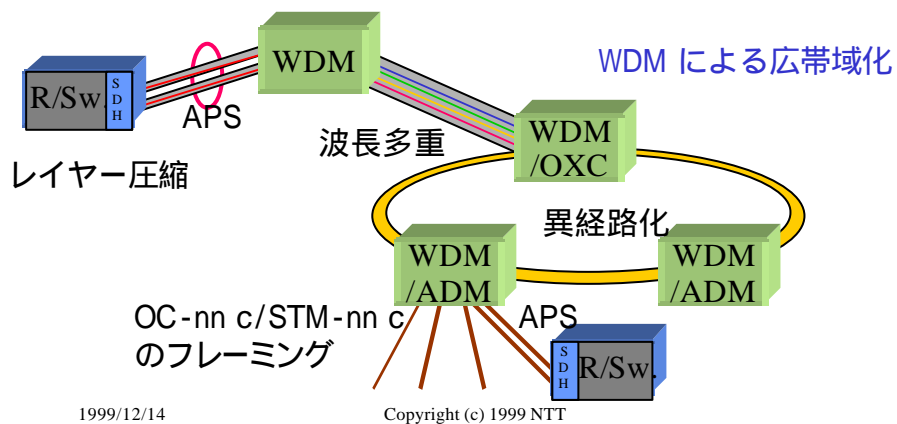 WDM
WDM による広帯域化
R/Sw.
SDH
APS
波長多重
WDM
/OXC
レイヤー圧縮
異経路化
WDM
/ADM
WDM
/ADM
OC-nn c/STM-nn c
のフレーミング
APS
SDH
R/Sw.
1999/12/14
Copyright (c) 1999 NTT